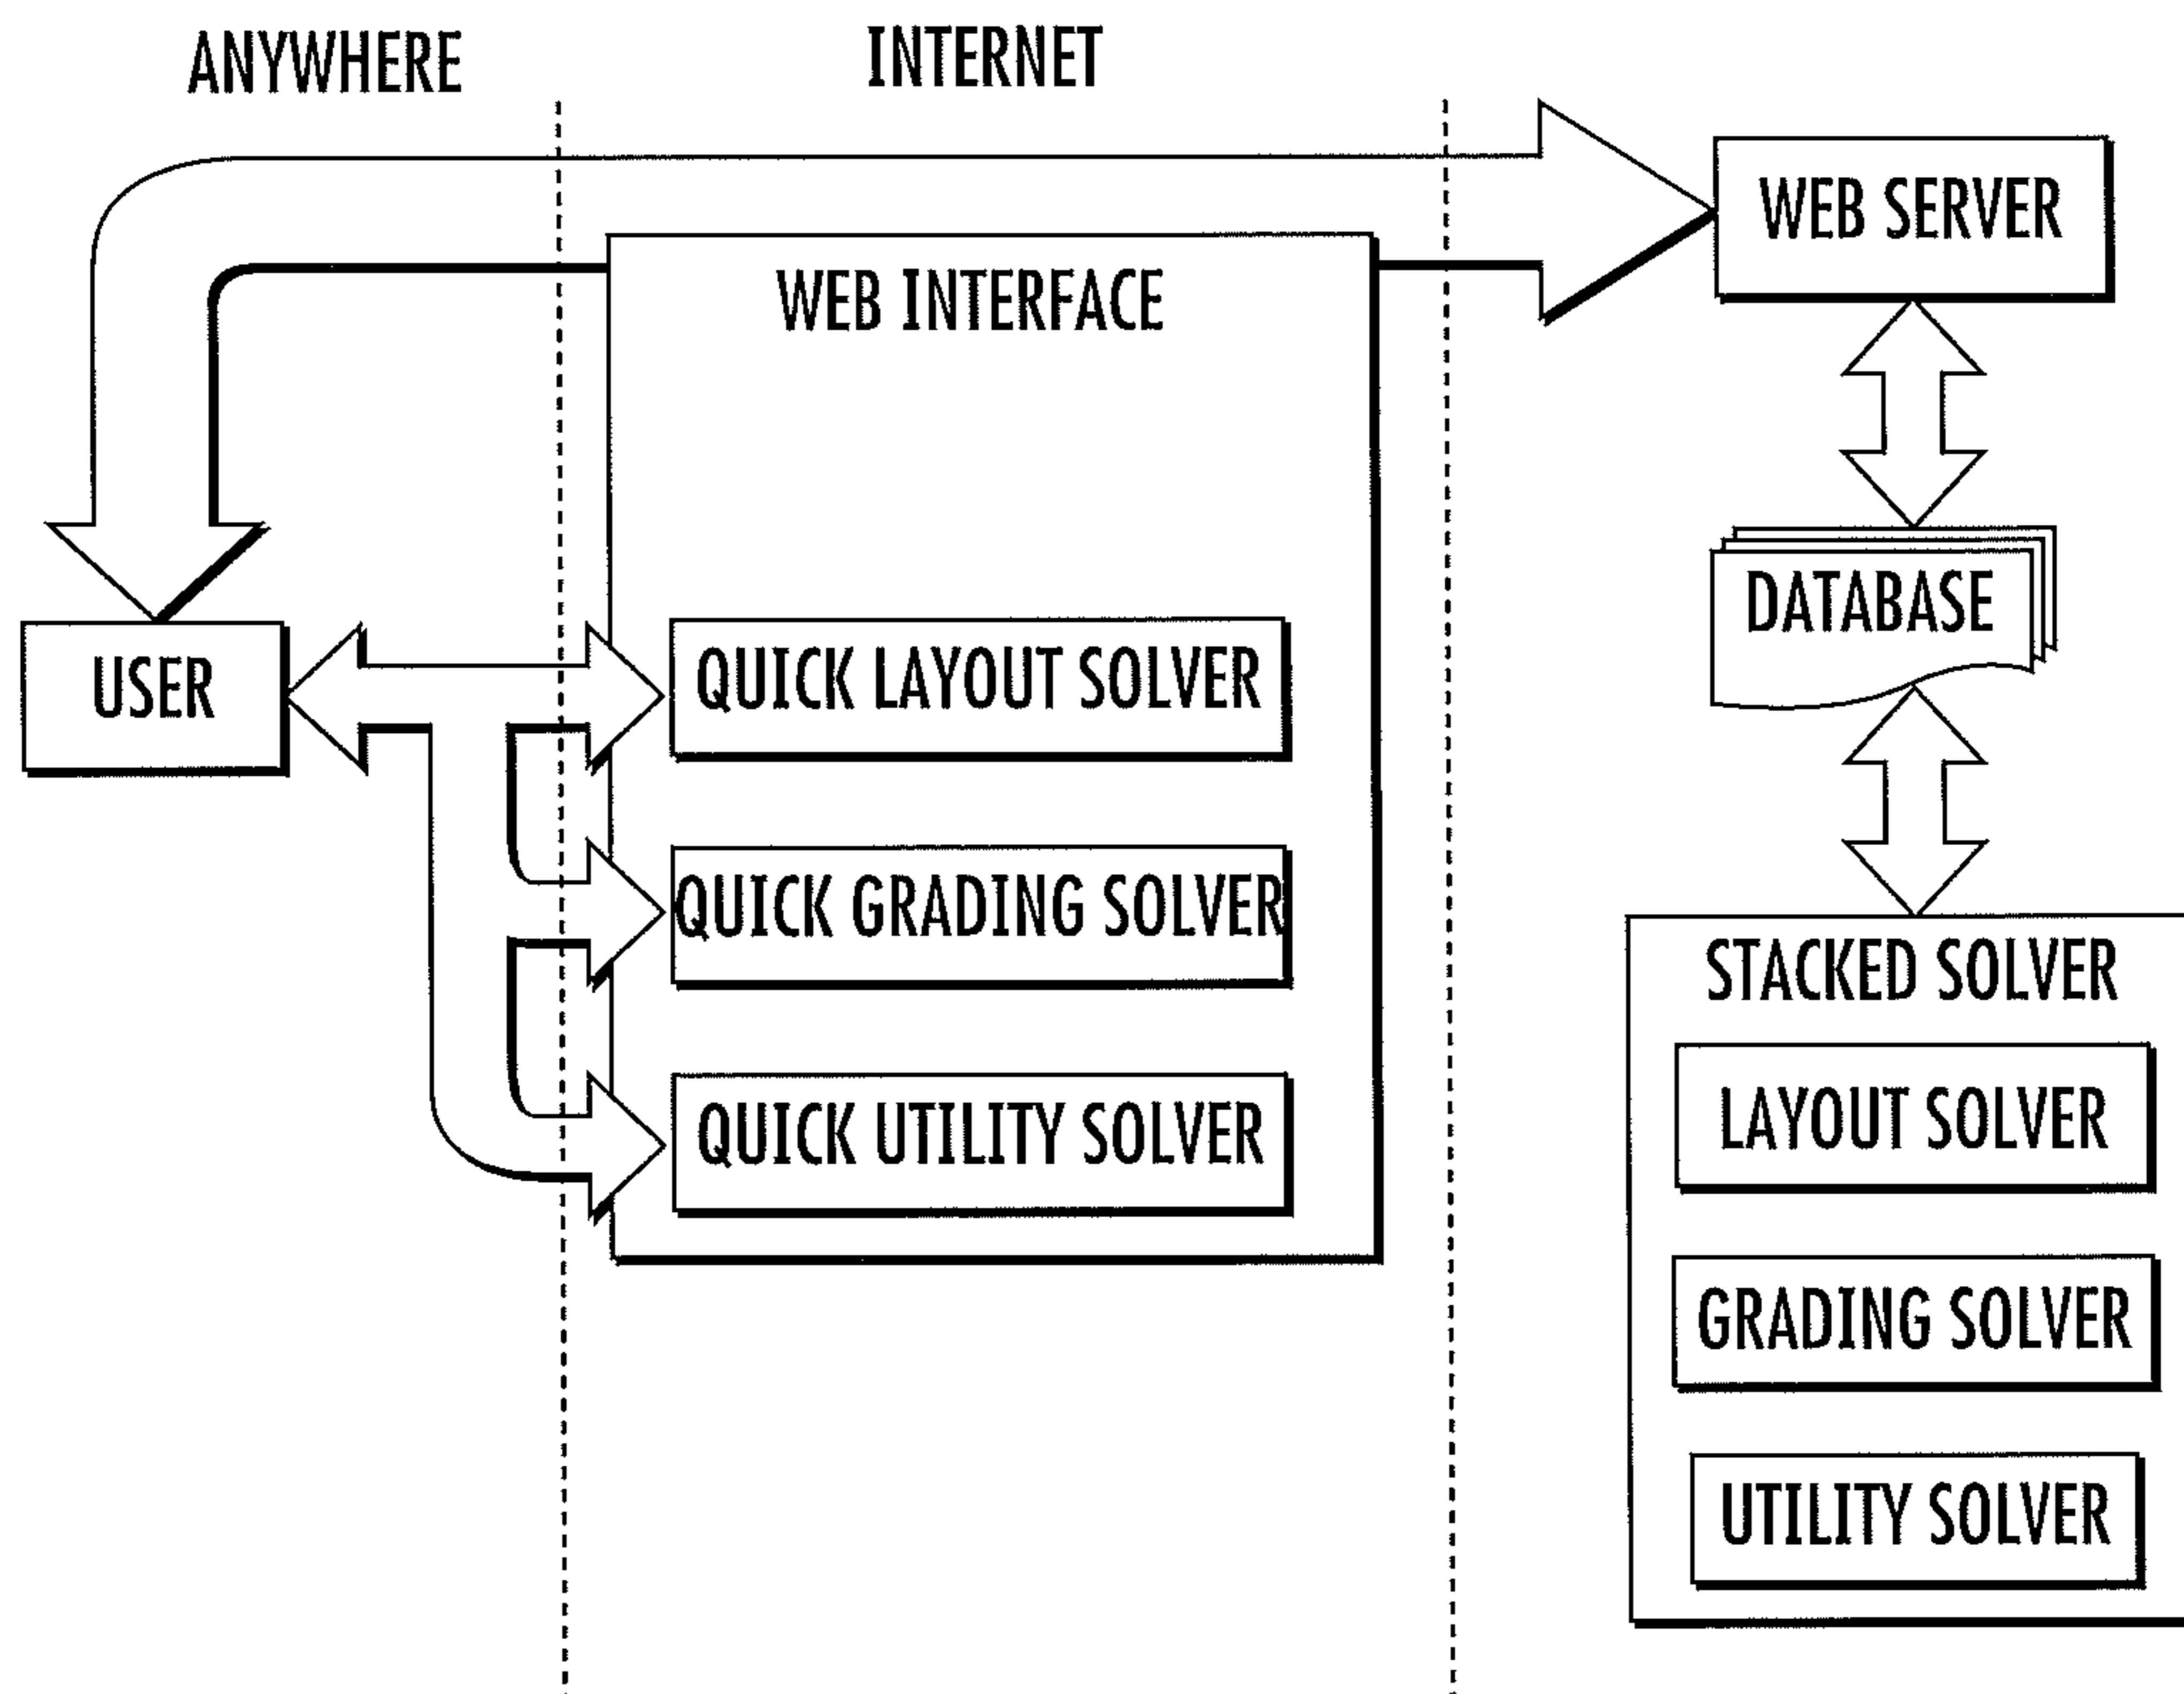 ANYWHERE
INTERNET
WEB SERVER
WEB INTERFACE
DATABASE
USER
QUICK LAYOUT SOLVER
QUICK GRADING SOLVER
QUICK UTILITY SOLVER
STACKED SOLVER
LAYOUT SOLVER
GRADING SOLVER
UTILITY SOLVER